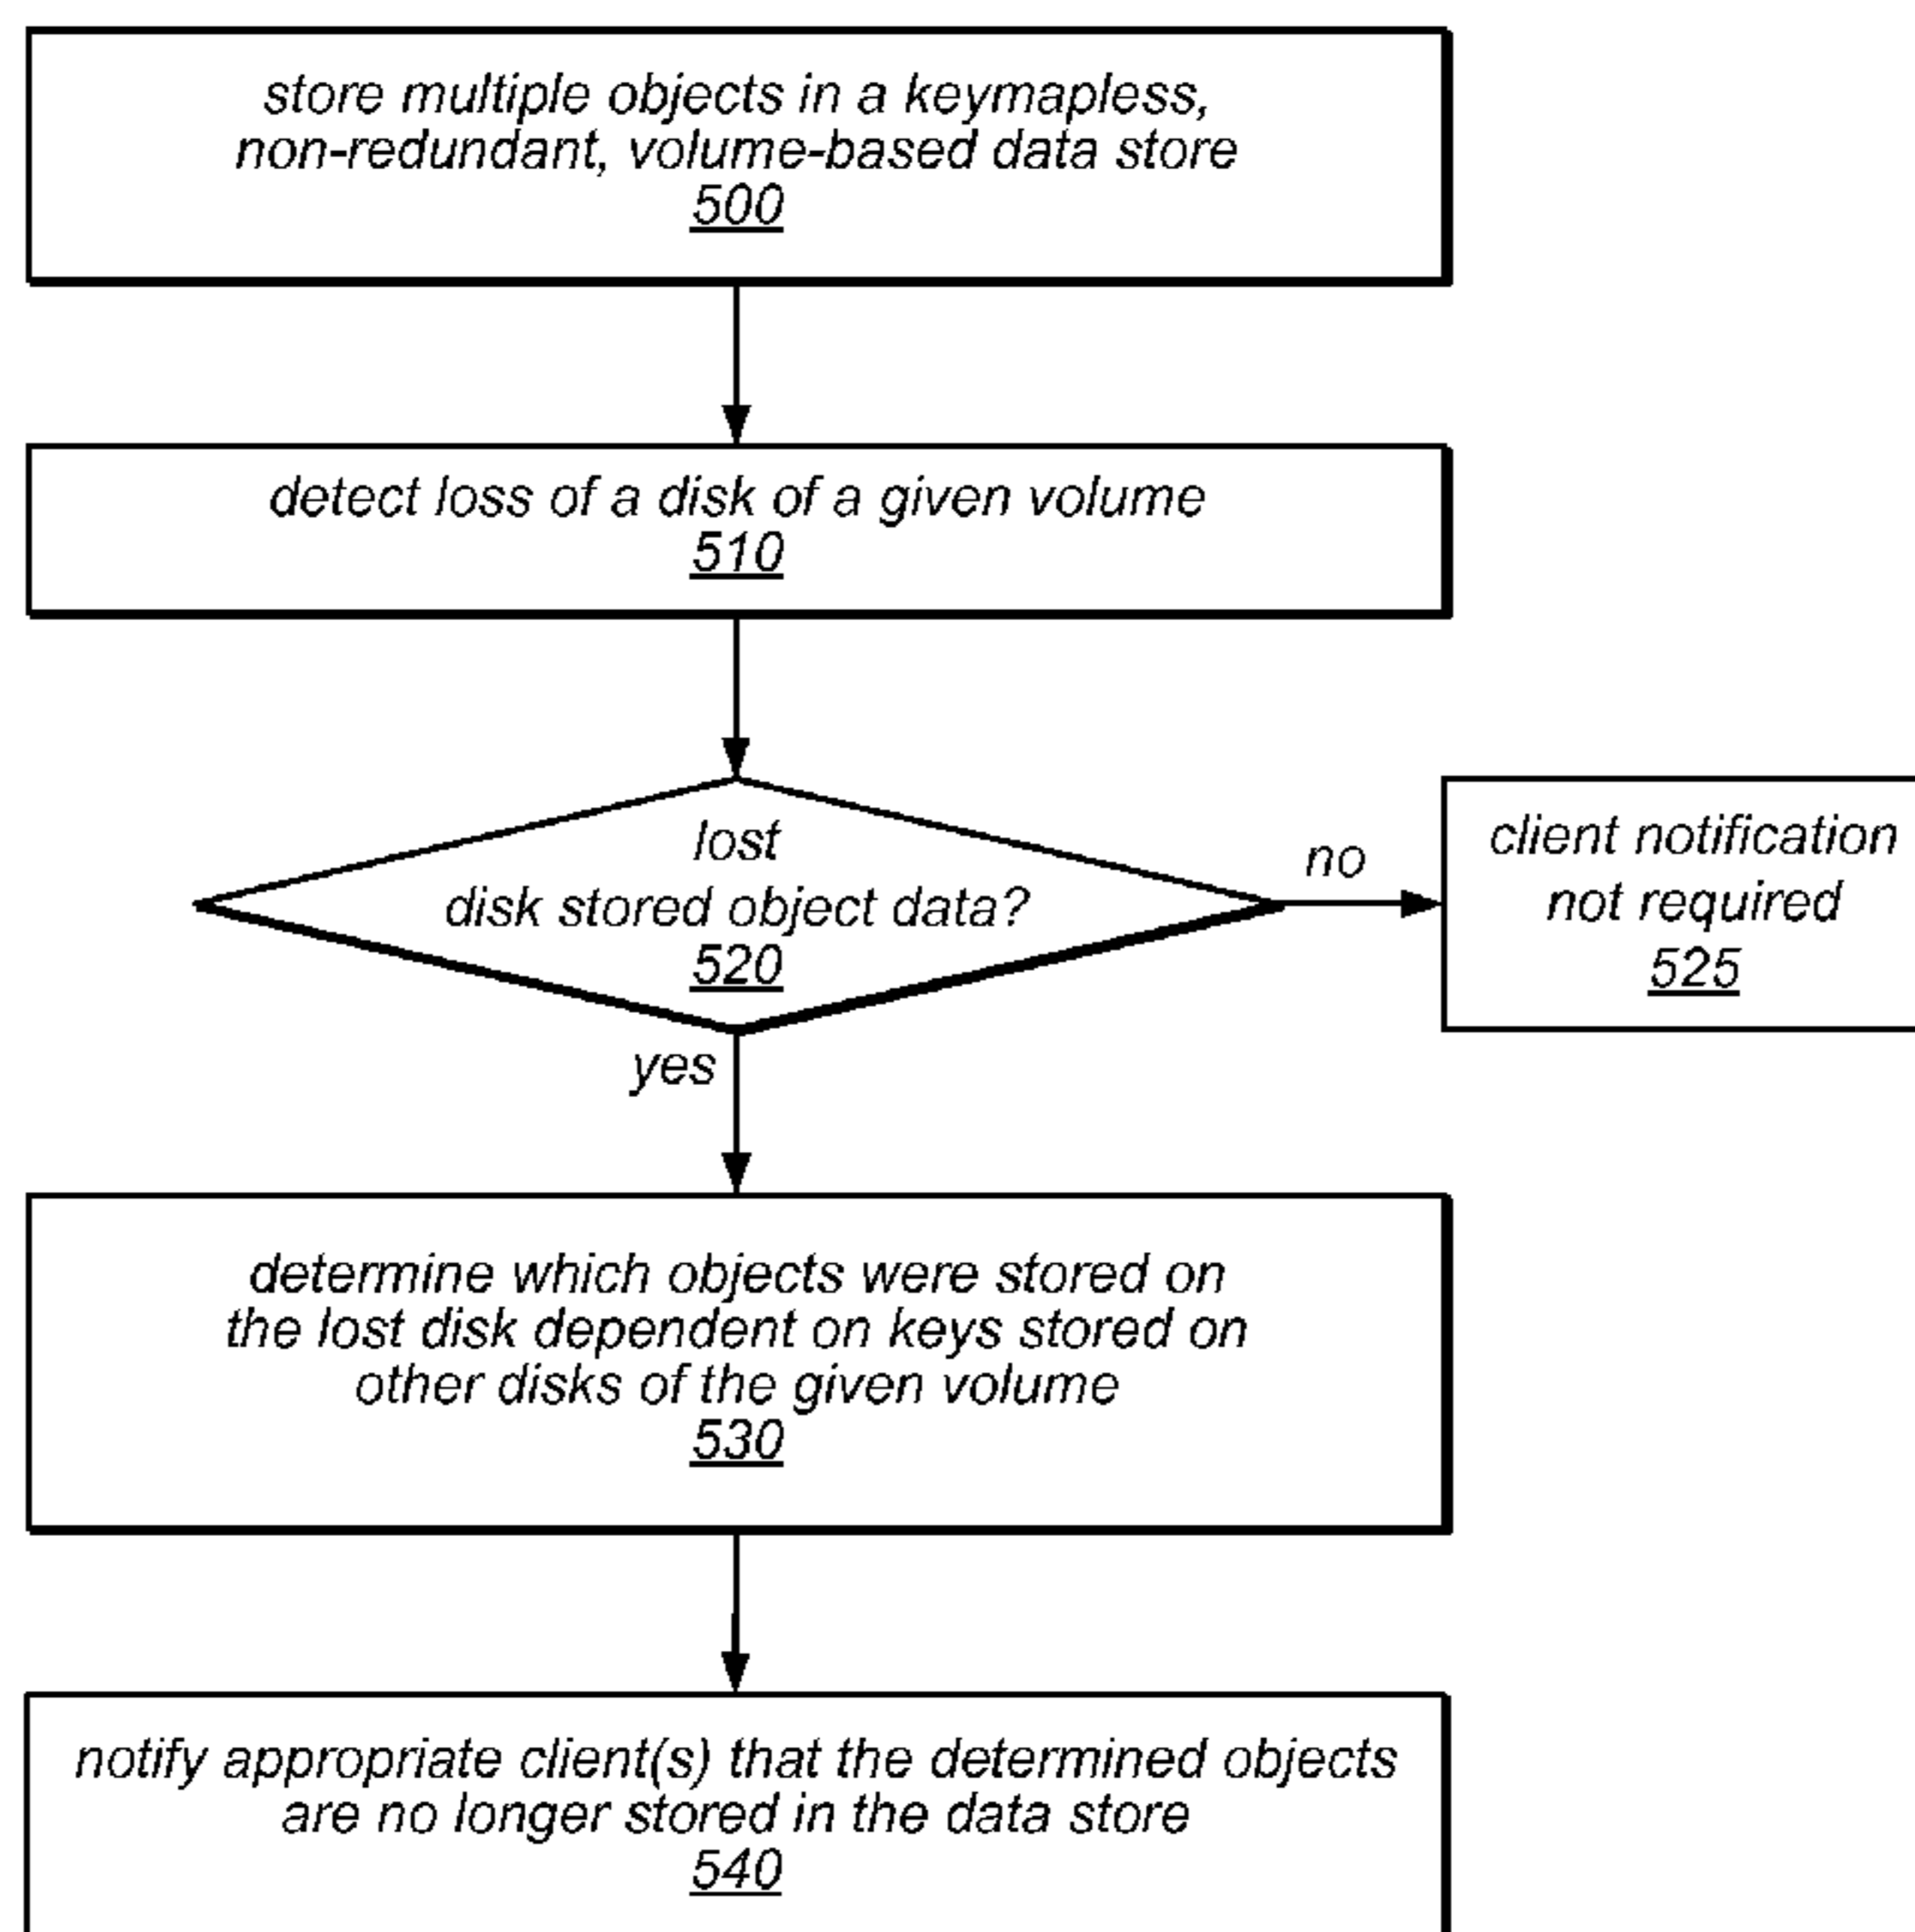 store multiple objects in a keymapless,
non-redundant, volume-based data store
500
detect loss of a disk of a given volume
510
lost
disk stored object data?
520
no
client notification
not required
525
yes
determine which objects were stored on
the lost disk dependent on keys stored on
other disks of the given volume
530
notify appropriate client(s) that the determined objects
are no longer stored in the data store
540